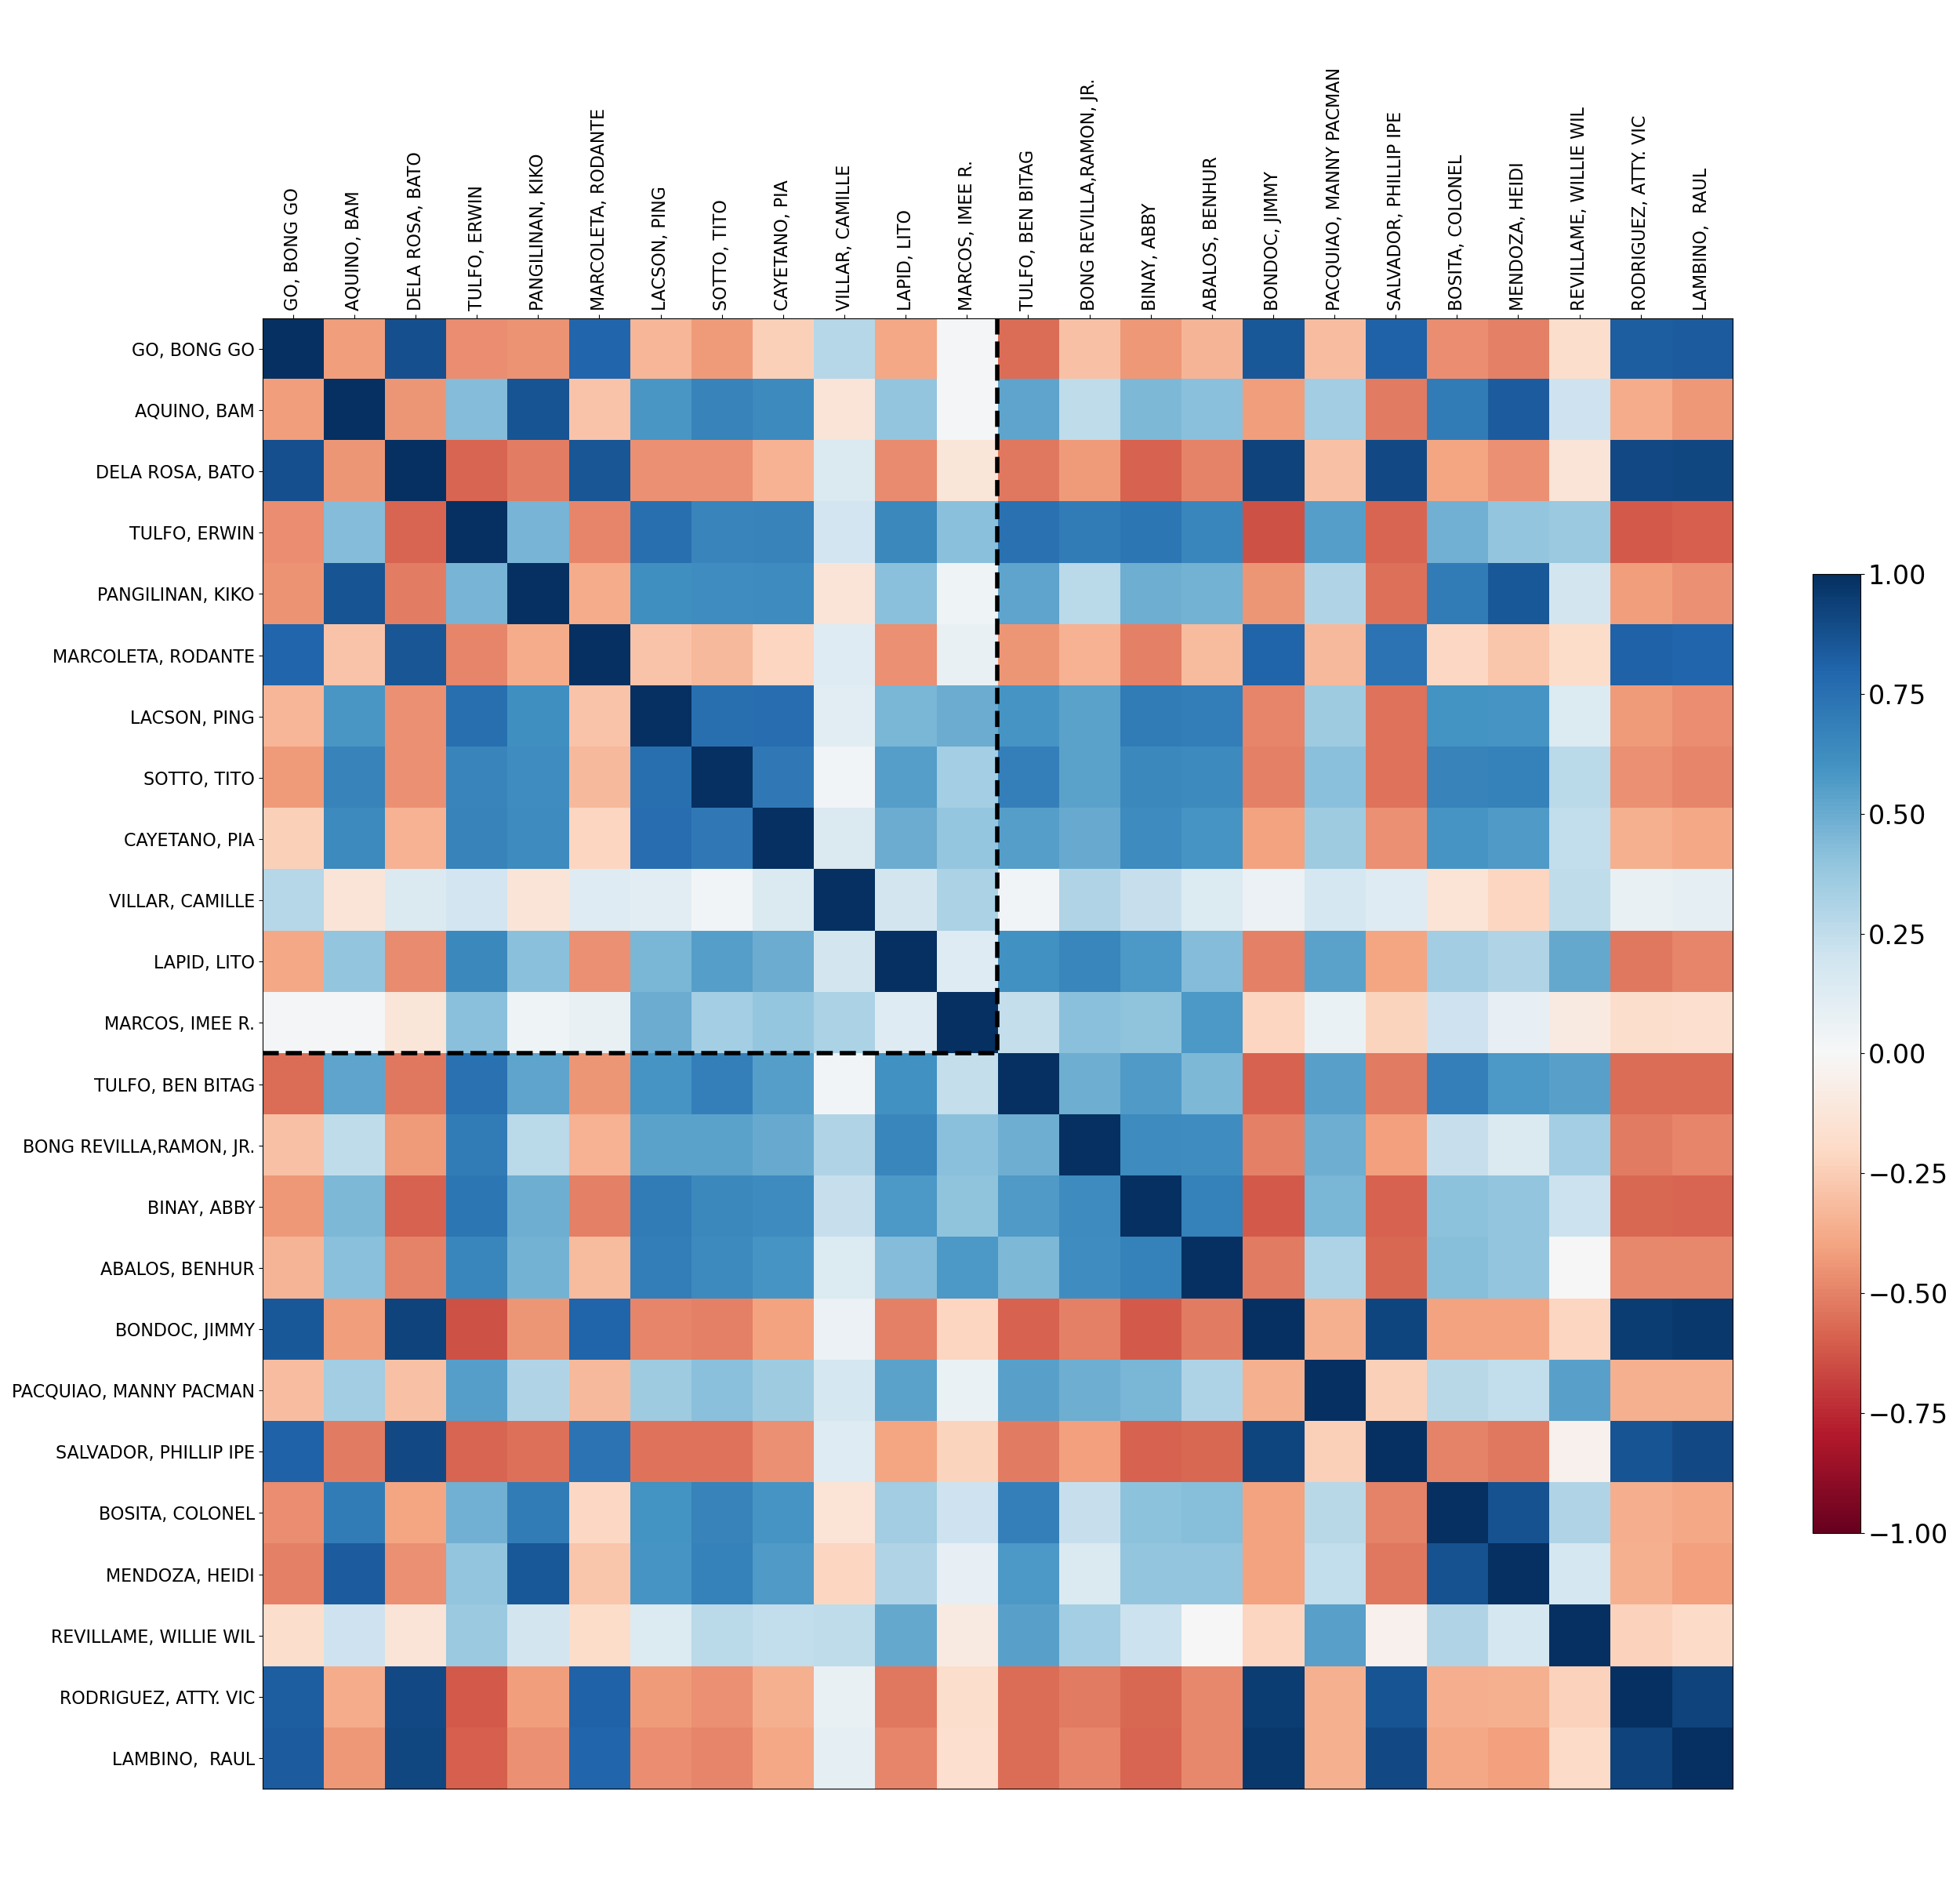 GO, BONG GO
AQUINO, BAM
DELA ROSA, BATO
TULFO, ERWIN
PANGILINAN, KIKO
MARCOLETA, RODANTE
LACSON, PING
SOTTO, TITO
CAYETANO, PIA
VILLAR, CAMILLE
LAPID, LITO
MARCOS, IMEE R.
TULFO, BEN BITAG
BONG REVILLA,RAMON, JR.
BINAY, ABBY
ABALOS, BENHUR
BONDOC, JIMMY
PACQUIAO, MANNY PACMAN
SALVADOR, PHILLIP IPE
BOSITA, COLONEL
MENDOZA, HEIDI
REVILLAME, WILLIE WIL
RODRIGUEZ, ATTY. VIC
LAMBINO,  RAUL
GO, BONG GO
AQUINO, BAM
DELA ROSA, BATO
TULFO, ERWIN
PANGILINAN, KIKO
MARCOLETA, RODANTE
LACSON, PING
SOTTO, TITO
CAYETANO, PIA
VILLAR, CAMILLE
LAPID, LITO
MARCOS, IMEE R.
TULFO, BEN BITAG
BONG REVILLA,RAMON, JR.
BINAY, ABBY
ABALOS, BENHUR
BONDOC, JIMMY
PACQUIAO, MANNY PACMAN
SALVADOR, PHILLIP IPE
BOSITA, COLONEL
MENDOZA, HEIDI
REVILLAME, WILLIE WIL
RODRIGUEZ, ATTY. VIC
LAMBINO,  RAUL
1.00
0.75
0.50
0.25
0.00
−0.25
−0.50
−0.75
−1.00